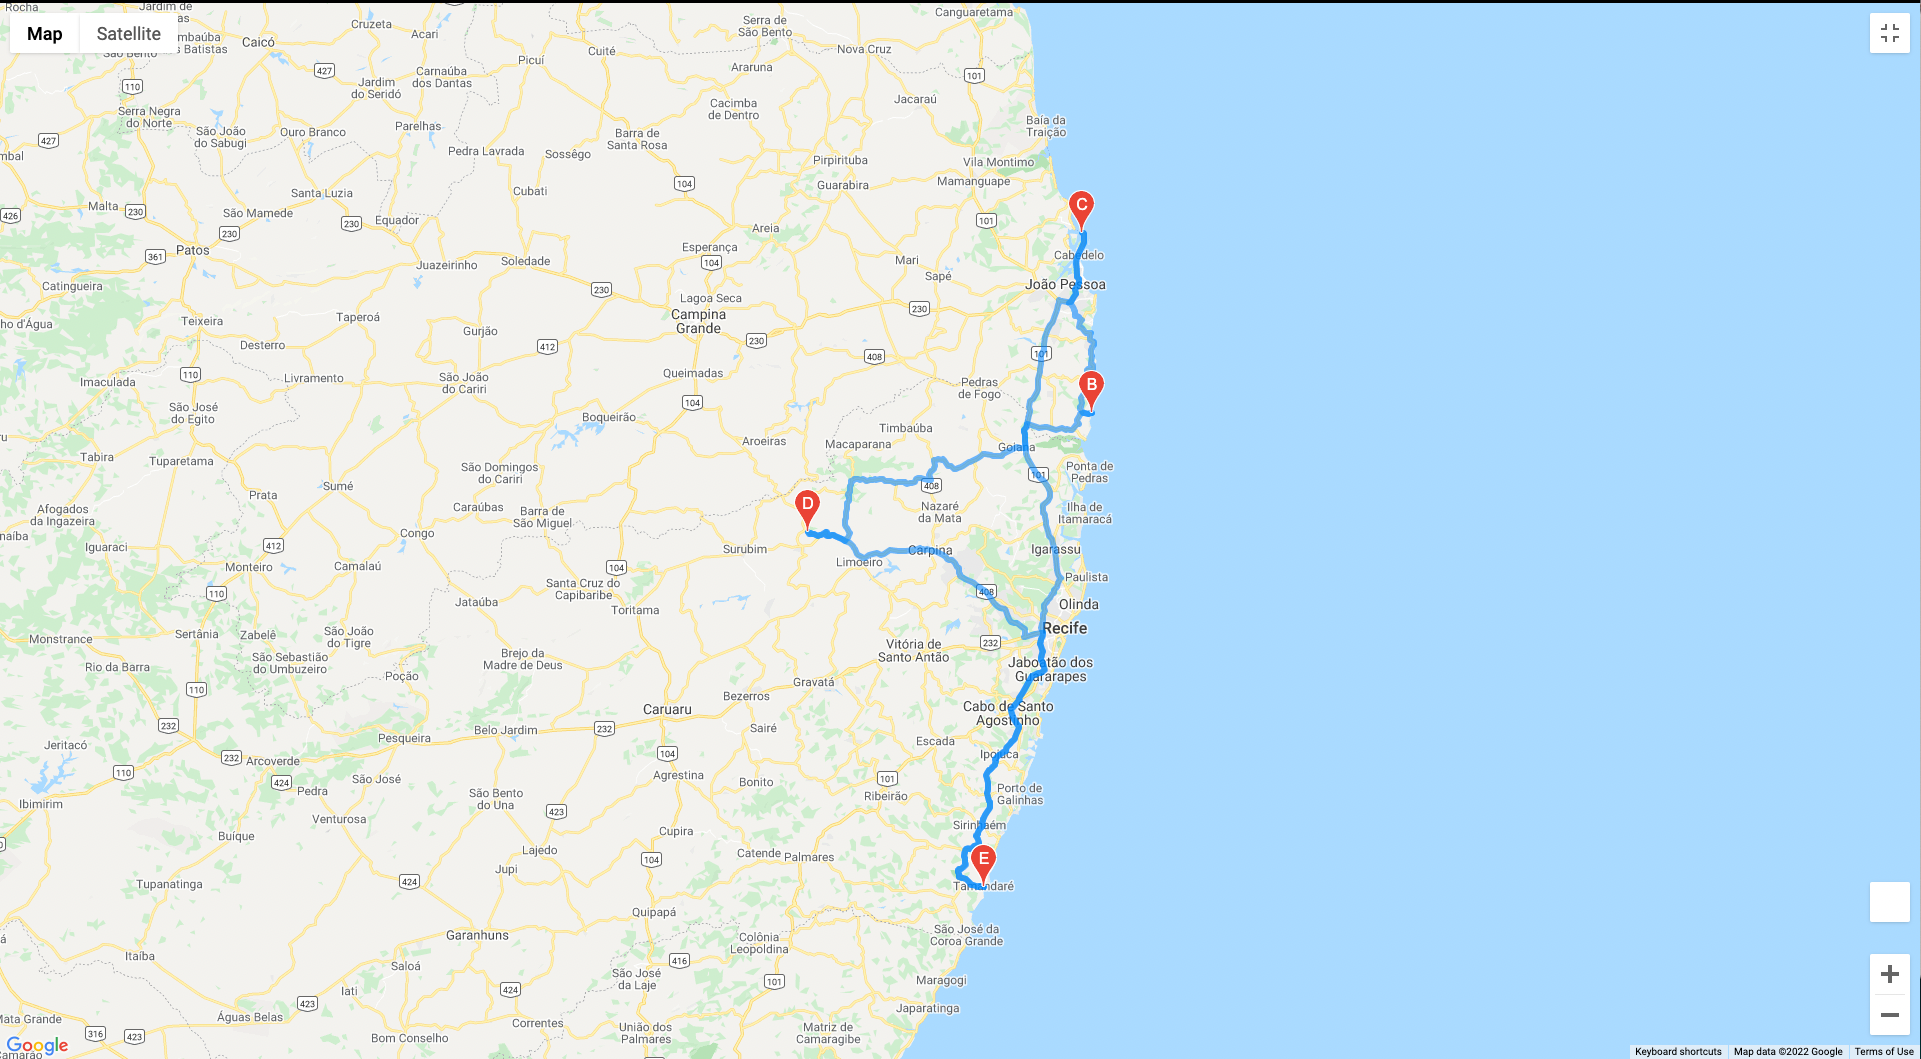 Rocha
Jardim de
Piranhas
Map
Satellite
Timbaúba
dos Batistas
São Bento
Caicó
Cruzeta
Acari
Serra de
São Bento
Canguaretama
Nova Cruz
Cuité
Picuí
427
Carnaúba
dos Dantas
Araruna
101
110
Jardim
do Seridó
Jacaraú
Cacimba
de Dentro
Serra Negra
do Norte
427
São João
do Sabugi
Ouro Branco
Parelhas
Barra de
Santa Rosa
Baía da
Traição
mbal
Pedra Lavrada
Sossêgo
Pirpirituba
Vila Montimo
104
Guarabira
Mamanguape
Santa Luzia
Cubati
Malta
230
São Mamede
426
230
Equador
230
C
101
Areia
Patos
361
Juazeirinho
Soledade
Esperança
104
Mari
Cabedelo
Sapé
João Pessoa
Catingueira
230
Lagoa Seca
Campina
Grande
230
Teixeira
Taperoá
ho d'Água
Gurjão
230
Desterro
412
101
408
Queimadas
Imaculada
110
Livramento
São João
do Cariri
Pedras
de Fogo
B
104
São José
do Egito
Boqueirão
Timbaúba
Aroeiras
Macaparana
Goiana
Tabira
Tuparetama
São Domingos
do Cariri
Ponta de
Pedras
101
408
Sumé
Prata
D
Afogados
da Ingazeira
Caraúbas
Barra de
São Miguel
Nazaré
da Mata
Ilha de
Itamaracá
naíba
Iguaraci
412
Congo
Surubim
Carpina
Igarassu
Limoeiro
Monteiro
Camalaú
104
Santa Cruz do
Capibaribe
Paulista
110
Jataúba
Toritama
408
Olinda
Recife
Monstrance
Sertânia
Zabelê
São João
do Tigre
232
Vitória de
Santo Antão
Rio da Barra
São Sebastião
do Umbuzeiro
Brejo da
Madre de Deus
Jaboatão dos
Guararapes
Poção
110
Gravatá
Bezerros
Caruaru
Cabo de Santo
Agostinho
232
Belo Jardim
232
Sairé
Jeritacó
Pesqueira
Escada
Ipojuca
232
Arcoverde
104
110
424
São José
Agrestina
Bonito
101
Pedra
São Bento
do Una
Ribeirão
Porto de
Galinhas
Ibimirim
423
Venturosa
Sirinhaém
Buíque
Cupira
Lajedo
104
Catende
Palmares
E
Jupi
Tupanatinga
424
Tamandaré
Quipapá
Garanhuns
Colônia
Leopoldina
São José da
Coroa Grande
Itaíba
Saloá
416
São José
da Laje
101
Maragogi
Iati
424
423
Japaratinga
Mata Grande
Águas Belas
316
423
Bom Conselho
Correntes
União dos
Palmares
Matriz de
Camaragibe
Google
Keyboard shortcuts
Map data ©2022 Google
Terms of Use